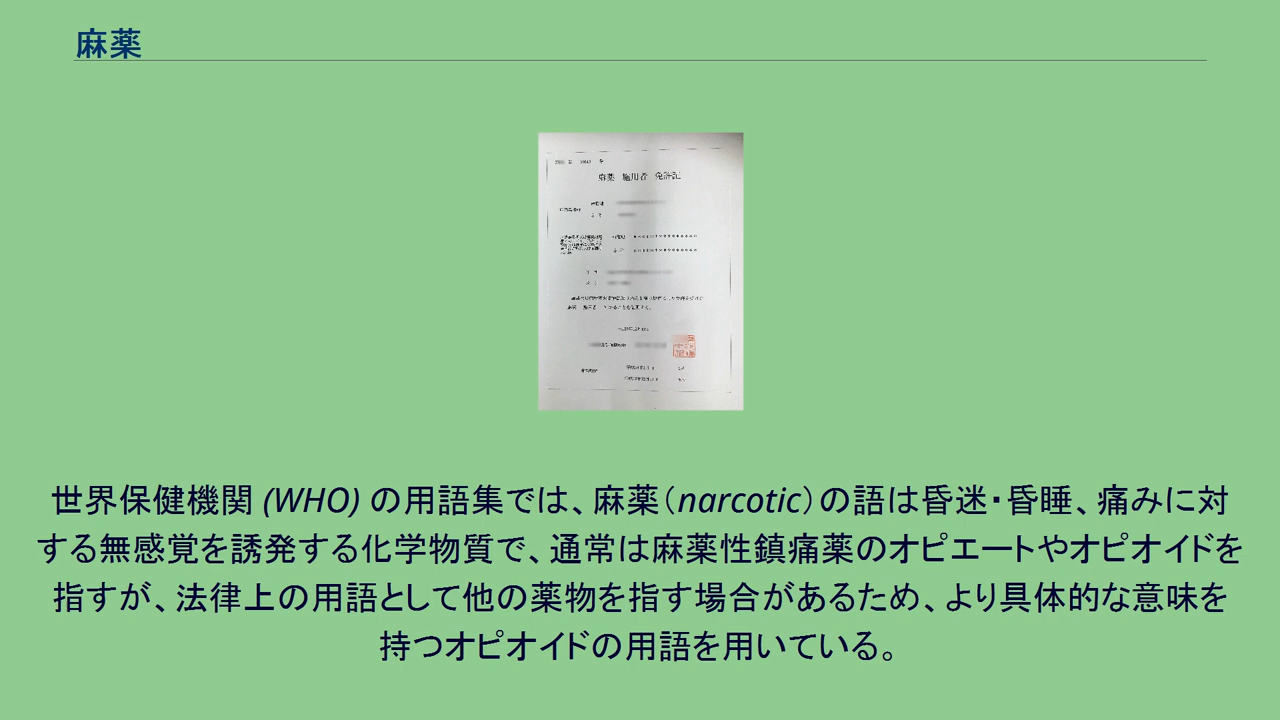 麻薬
麻薬 施用者 免許証
世界保健機関 (WHO) の用語集では、麻薬（narcotic）の語は昏迷・昏睡、痛みに対
する無感覚を誘発する化学物質で、通常は麻薬性鎮痛薬のオピエートやオピオイドを
指すが、法律上の用語として他の薬物を指す場合があるため、より具体的な意味を
持つオピオイドの用語を用いている。